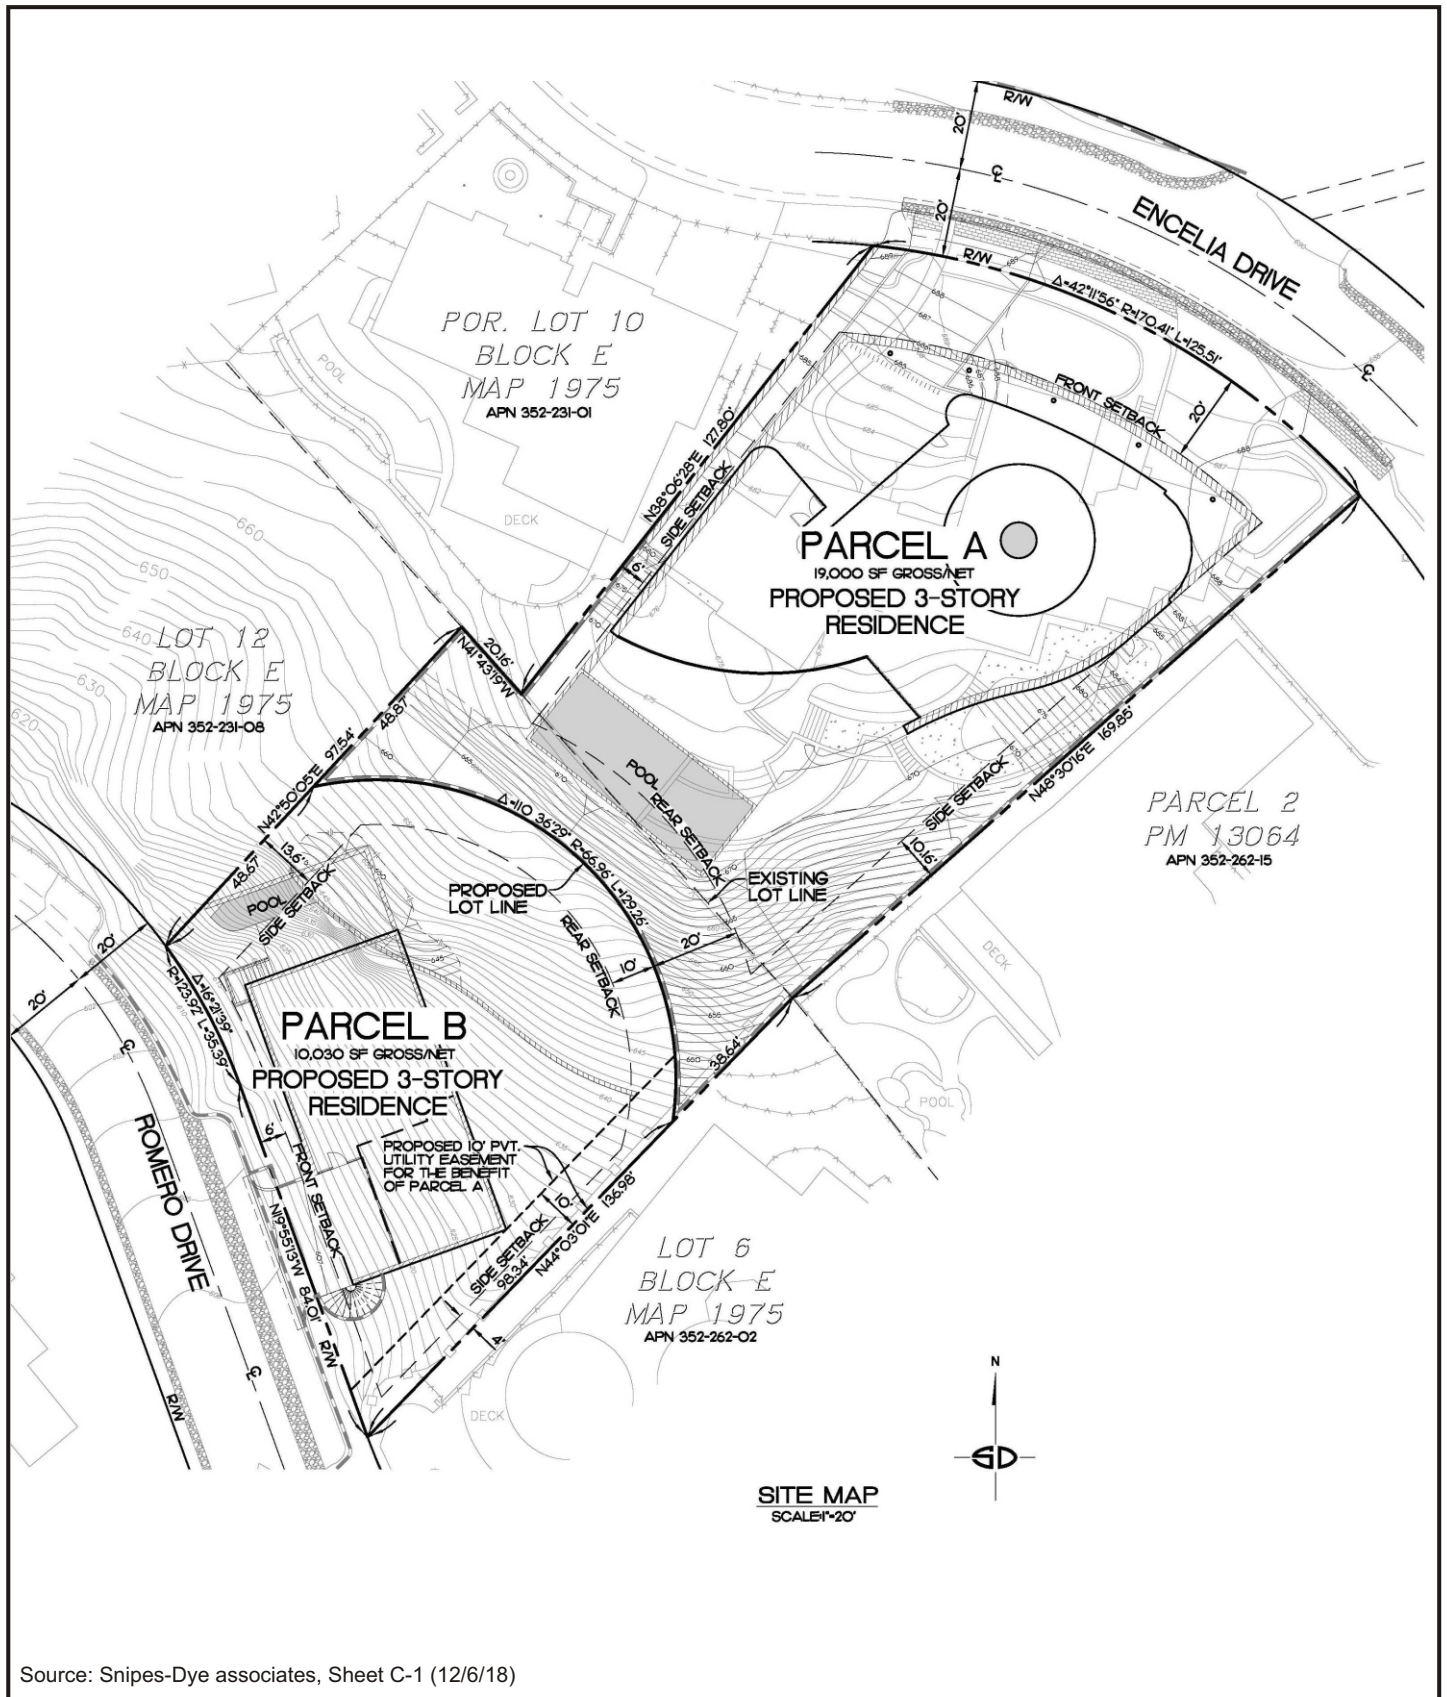 R/W
20'
20'
℄
ENCELIA DRIVE
R/W
Δ=42°11'56" R=170.41' L=125.51'
℄
FRONT SETBACK
20'
POR. LOT 10
BLOCK E
MAP 1975
APN 352-231-01
POOL
DECK
N38°06'28"E 127.80'
SIDE SETBACK
6'
PARCEL A
19,000 SF GROSS/NET
PROPOSED 3-STORY
RESIDENCE
660
650
640
630
620
LOT 12
BLOCK E
MAP 1975
APN 352-231-08
20.16'
N41°43'19"W
48.87'
N42°50'05"E 97.54'
48.67'
POOL
REAR SETBACK
SIDE SETBACK
N48°30'16"E 169.85'
10.16'
PARCEL 2
PM 13064
APN 352-262-15
Δ=110 36'29" R=66.96' L=129.26'
13.6'
POOL
SIDE SETBACK
PROPOSED
LOT LINE
EXISTING
LOT LINE
REAR SETBACK
10'
20'
DECK
20'
20'
Δ=16°21'39"
R=123.92' L=35.39'
PARCEL B
10,030 SF GROSS/NET
PROPOSED 3-STORY
RESIDENCE
38.64'
POOL
℄
ROMERO DRIVE
6'
FRONT SETBACK
PROPOSED 10' PVT.
UTILITY EASEMENT
FOR THE BENEFIT
OF PARCEL A
10'
SIDE SETBACK
98.34'
N44°03'01"E 136.98'
N19°55'13"W 84.01'
R/W
4'
LOT 6
BLOCK E
MAP 1975
APN 352-262-02
℄
R/W
DECK
N
SD
SITE MAP
SCALE:1"=20'
Source: Snipes-Dye associates, Sheet C-1 (12/6/18)